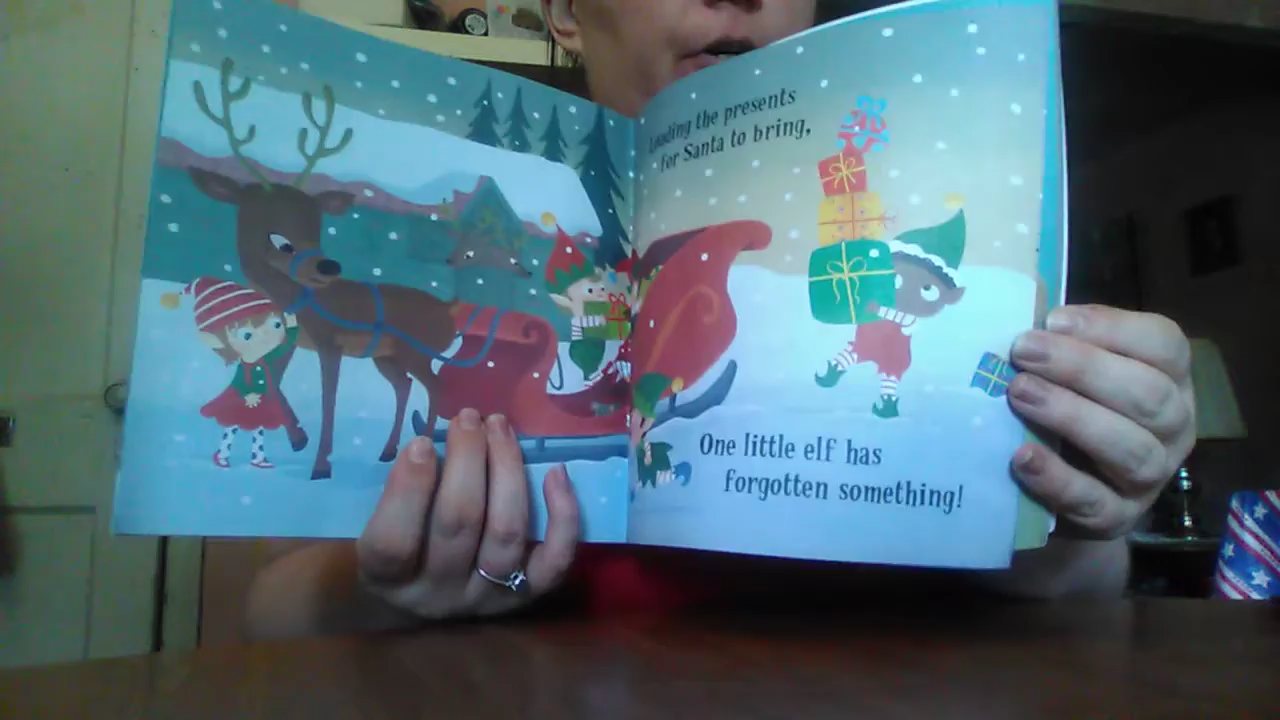 Loading the presents
for Santa to bring,
One little elf has
forgotten something!